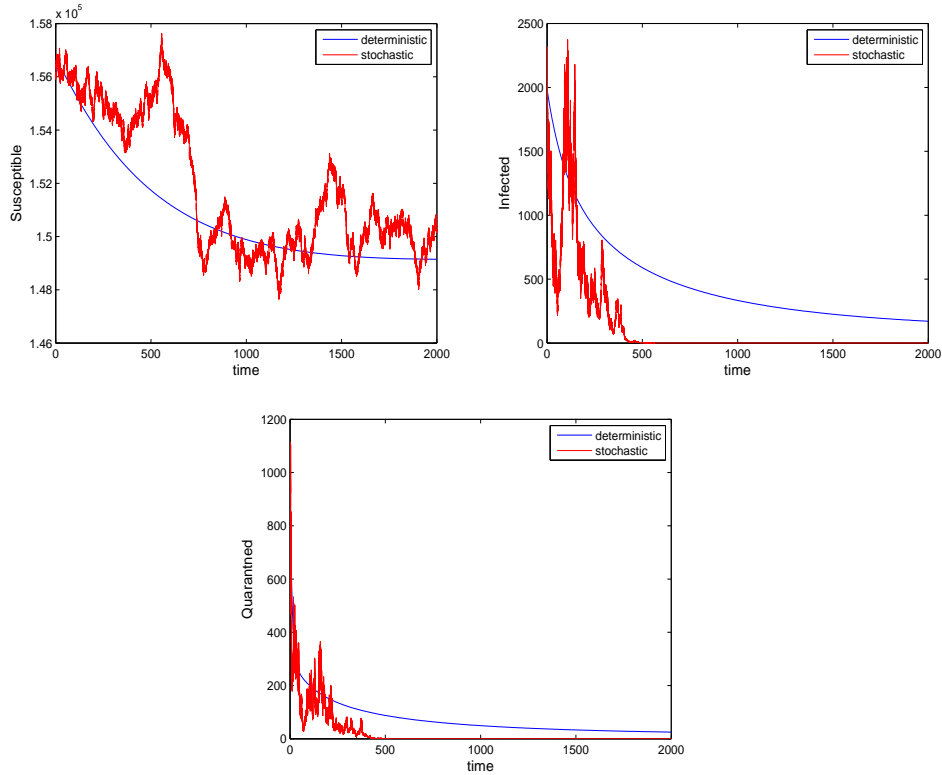 x 10^5
1.58
1.56
1.54
1.52
1.5
1.48
1.46
Susceptible
deterministic
stochastic
0 500 1000 1500 2000
time
2500
2000
1500
1000
500
0
Infected
deterministic
stochastic
0 500 1000 1500 2000
time
1200
1000
800
600
400
200
0
Quarantned
deterministic
stochastic
0 500 1000 1500 2000
time